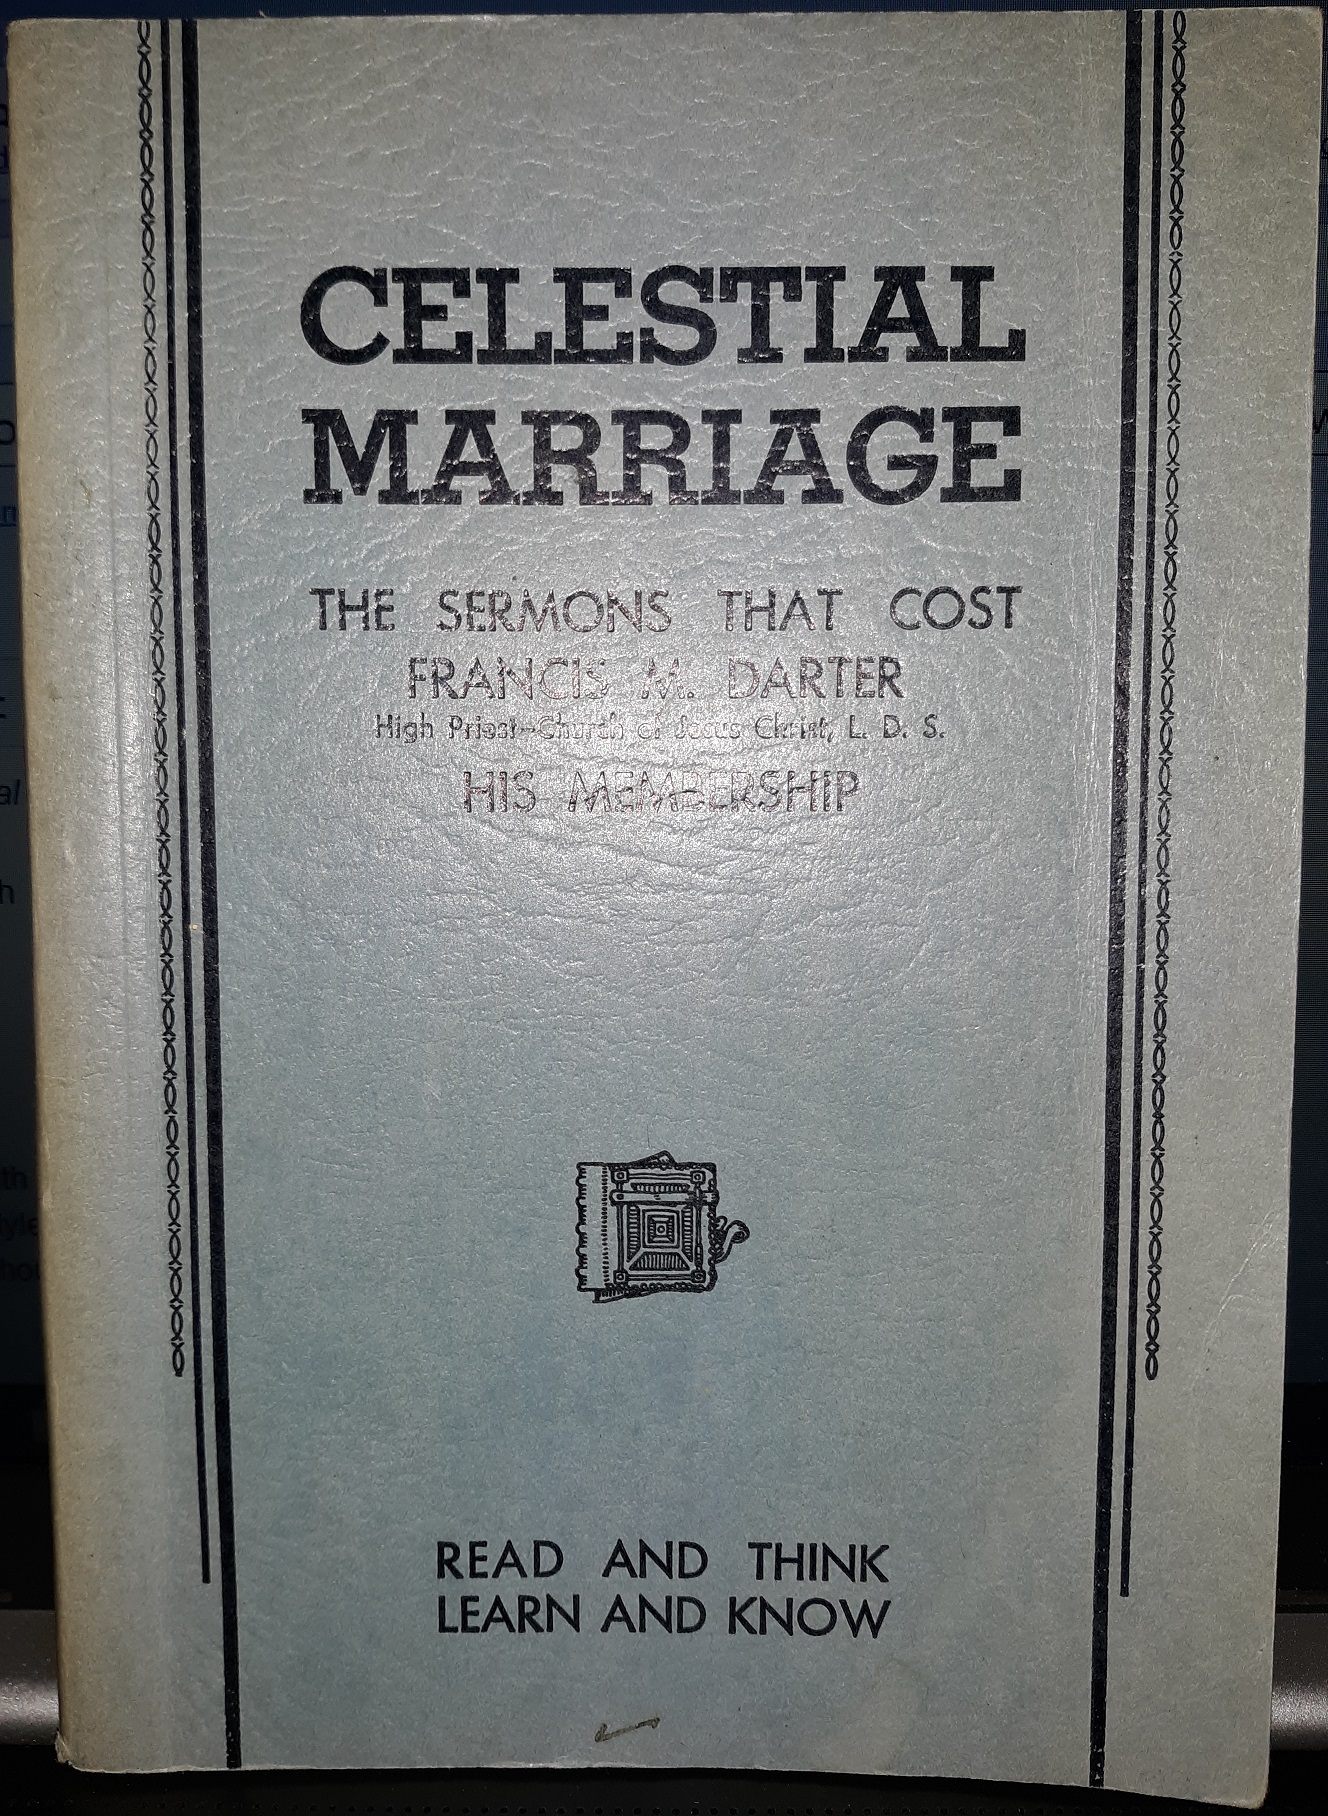 CELESTIAL
MARRIAGE
THE SERMONS THAT COST
FRANCIS M. DARTER
High Priest-Church of Jesus Christ, L. D. S.
HIS MEMBERSHIP
READ AND THINK
LEARN AND KNOW